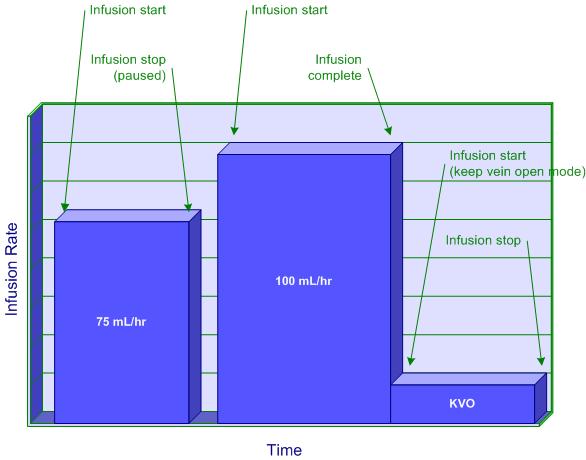 Infusion start
Infusion start
Infusion stop
(paused)
Infusion
complete
Infusion start
(keep vein open mode)
Infusion stop
Infusion Rate
100 mL/hr
75 mL/hr
KVO
Time